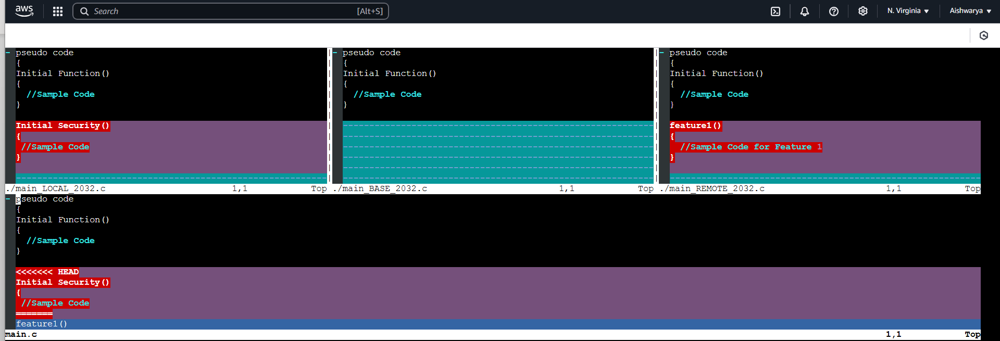 aws Search [Alt+S] N. Virginia Aishwarya
pseudo code
{
Initial Function()
{
//Sample Code
}
Initial Security()
{
//Sample Code
}
./main_LOCAL_2032.c 1,1 Top
pseudo code
{
Initial Function()
{
//Sample Code
}
./main_BASE_2032.c 1,1 Top
pseudo code
{
Initial Function()
{
//Sample Code
}
feature1()
{
//Sample Code for Feature 1
}
./main_REMOTE_2032.c 1,1 Top
pseudo code
{
Initial Function()
{
//Sample Code
}
<<<<<<< HEAD
Initial Security()
{
//Sample Code
=======
feature1()
main.c 1,1 Top